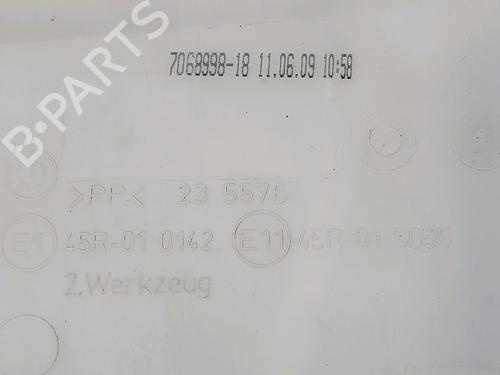 B-PARTS
7068998-18 11.06.09 10:58
>PP< 23 5576
E1 45R-01 0142 E11 45R-01 5095
2.Werkzeug